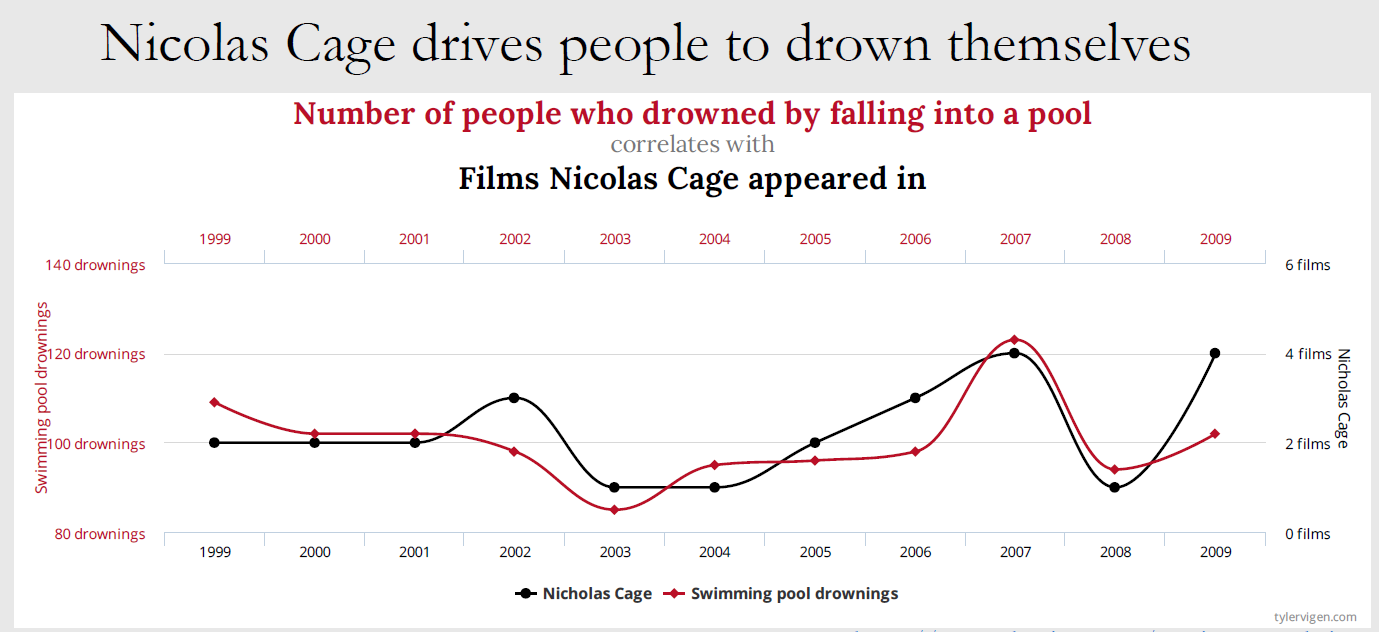 Nicolas Cage drives people to drown themselves
Number of people who drowned by falling into a pool
correlates with
Films Nicolas Cage appeared in
1999 2000 2001 2002 2003 2004 2005 2006 2007 2008 2009
140 drownings
6 films
Swimming pool drownings
120 drownings
4 films
Nicholas Cage
100 drownings
2 films
80 drownings
0 films
1999 2000 2001 2002 2003 2004 2005 2006 2007 2008 2009
Nicholas Cage Swimming pool drownings
tylervigen.com